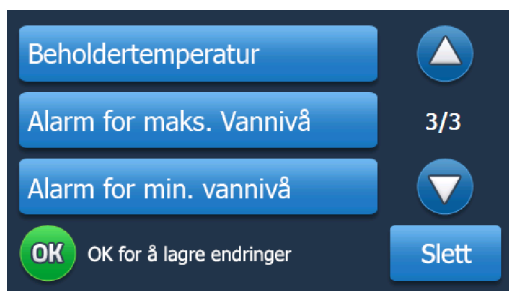 Beholdertemperatur
Alarm for maks. Vannivå
3/3
Alarm for min. vannivå
OK OK for å lagre endringer
Slett